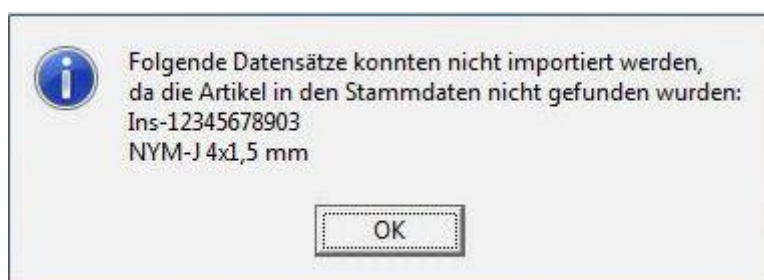 Folgende Datensätze konnten nicht importiert werden,
da die Artikel in den Stammdaten nicht gefunden wurden:
Ins-12345678903
NYM-J 4x1,5 mm
OK